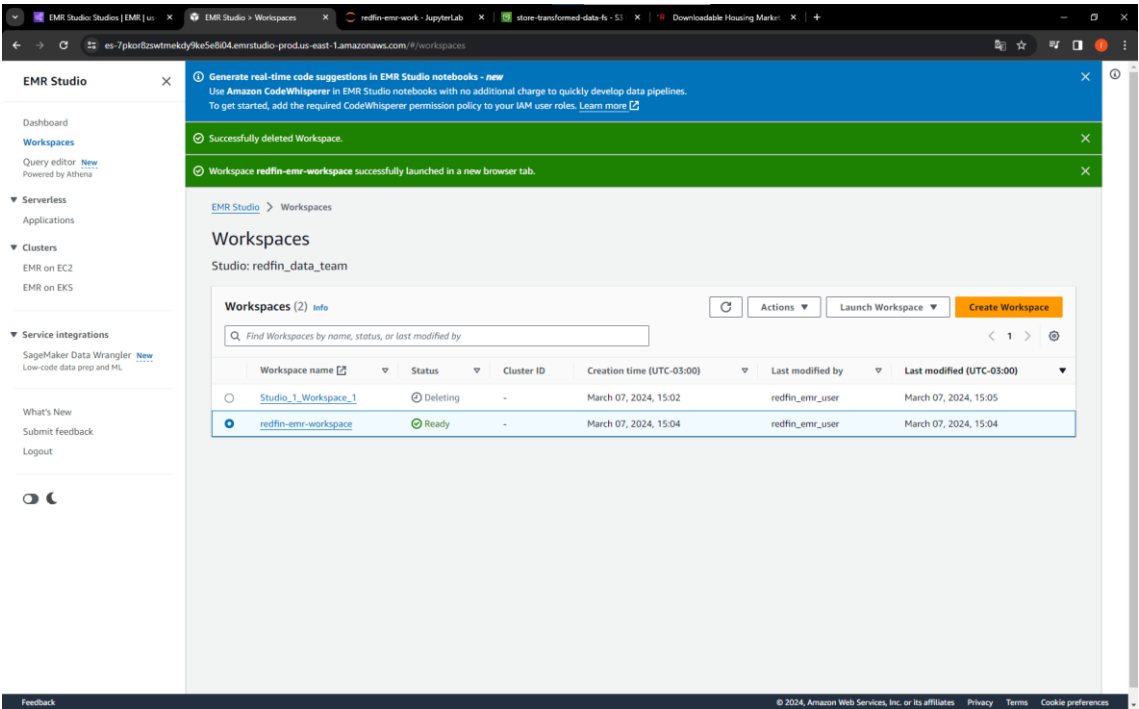 EMR Studio: Studios | EMR | us-
EMR Studio > Workspaces
redfin-emr-work - JupyterLab
store-transformed-data-fs - S3
Downloadable Housing Market
es-7pkor8zswtmekdy9ke5e8i04.emrstudio-prod.us-east-1.amazonaws.com/#/workspaces
EMR Studio
Dashboard
Workspaces
Query editor New
Powered by Athena
Serverless
Applications
Clusters
EMR on EC2
EMR on EKS
Service integrations
SageMaker Data Wrangler New
Low-code data prep and ML
What's New
Submit feedback
Logout
Generate real-time code suggestions in EMR Studio notebooks - new
Use Amazon CodeWhisperer in EMR Studio notebooks with no additional charge to quickly develop data pipelines.
To get started, add the required CodeWhisperer permission policy to your IAM user roles. Learn more
Successfully deleted Workspace.
Workspace redfin-emr-workspace successfully launched in a new browser tab.
EMR Studio > Workspaces
Workspaces
Studio: redfin_data_team
Workspaces (2) Info
Actions
Launch Workspace
Create Workspace
Find Workspaces by name, status, or last modified by
< 1 >
Workspace name Status Cluster ID Creation time (UTC-03:00) Last modified by Last modified (UTC-03:00)
Studio_1_Workspace_1 Deleting - March 07, 2024, 15:02 redfin_emr_user March 07, 2024, 15:05
redfin-emr-workspace Ready - March 07, 2024, 15:04 redfin_emr_user March 07, 2024, 15:04
Feedback
© 2024, Amazon Web Services, Inc. or its affiliates Privacy Terms Cookie preferences